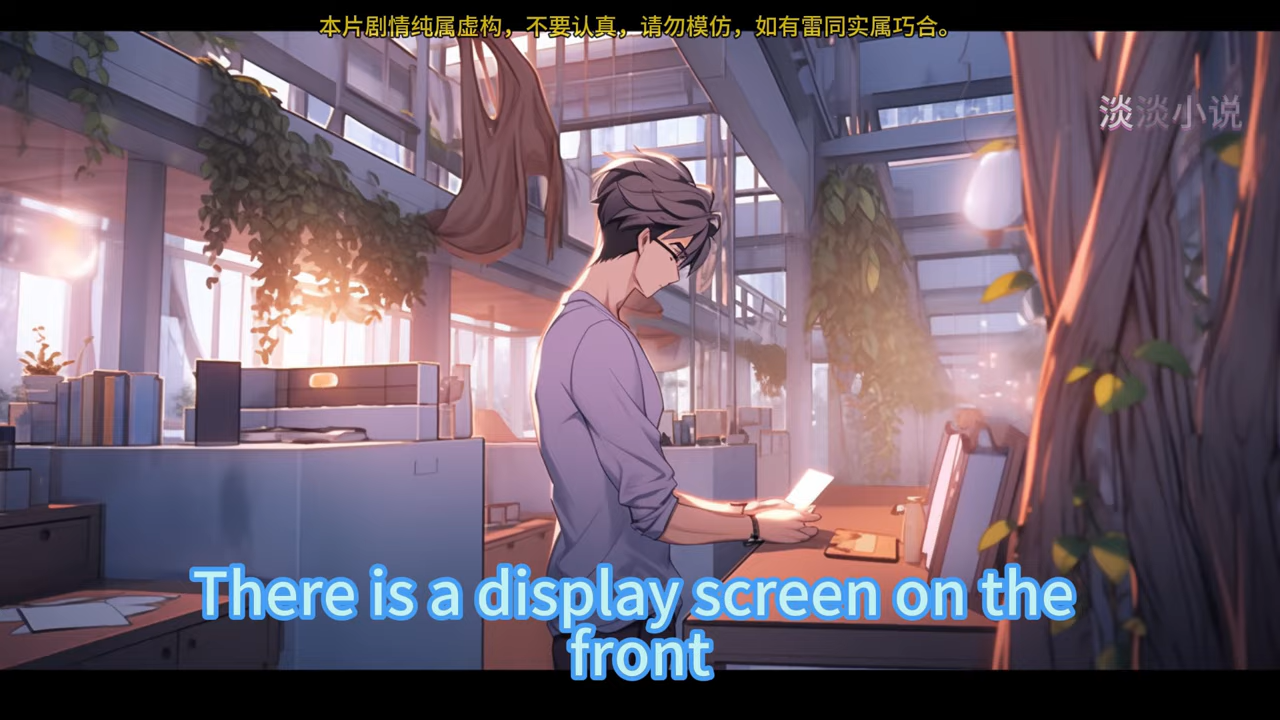 本片剧情纯属虚构，不要认真，请勿模仿，如有雷同实属巧合。
淡淡小说
There is a display screen on the
front